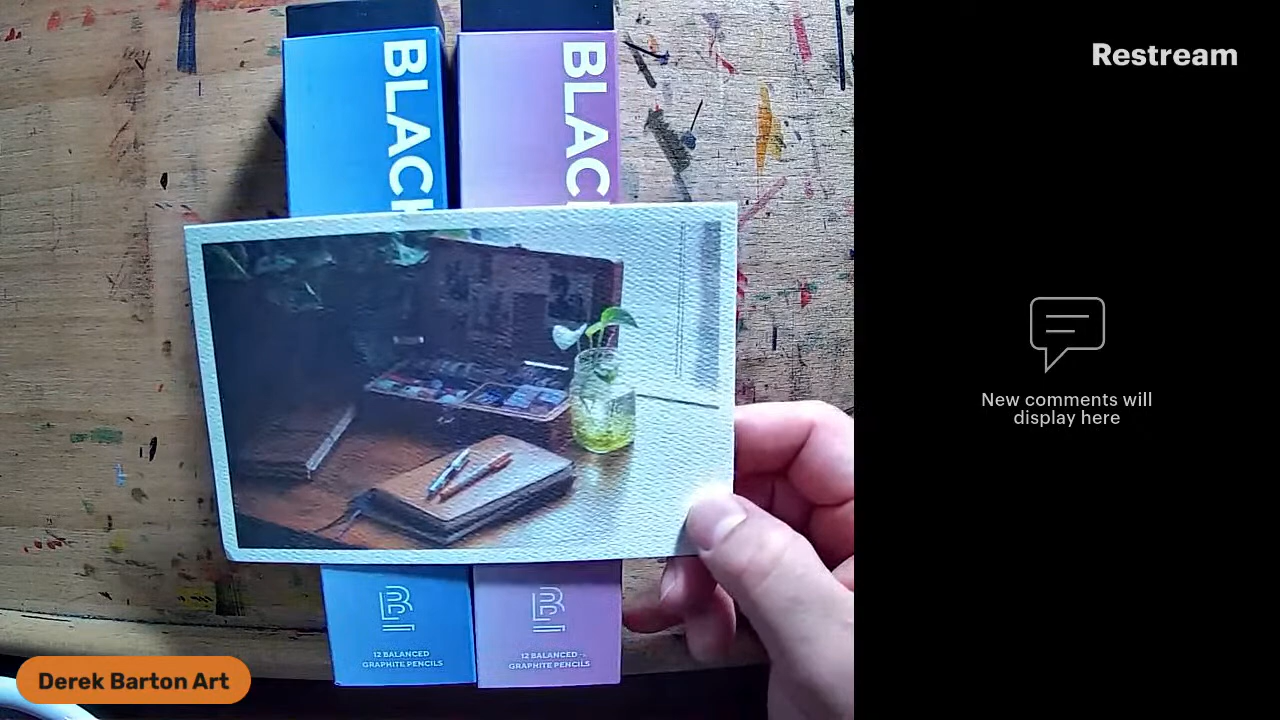 BLAC
BLAC
Restream
New comments will
display here
12 BALANCED
GRAPHITE PENCILS
12 BALANCED
GRAPHITE PENCILS
Derek Barton Art